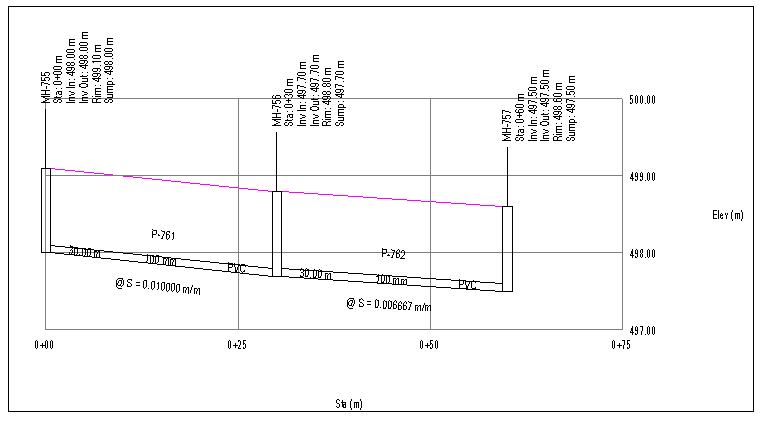 MH-755
Sta: 0+00 m
Inv In: 498.00 m
Inv Out: 498.00 m
Rim: 499.10 m
Sump: 498.00 m
MH-756
Sta: 0+30 m
Inv In: 497.70 m
Inv Out: 497.70 m
Rim: 498.80 m
Sump: 497.70 m
MH-757
Sta: 0+60 m
Inv In: 497.50 m
Inv Out: 497.50 m
Rim: 498.60 m
Sump: 497.50 m
500.00
499.00
Elev (m)
498.00
497.00
P-761
30.00 m
100 mm
PVC
@ S = 0.010000 m/m
P-762
30.00 m
100 mm
PVC
@ S = 0.006667 m/m
0+00
0+25
0+50
0+75
Sta (m)